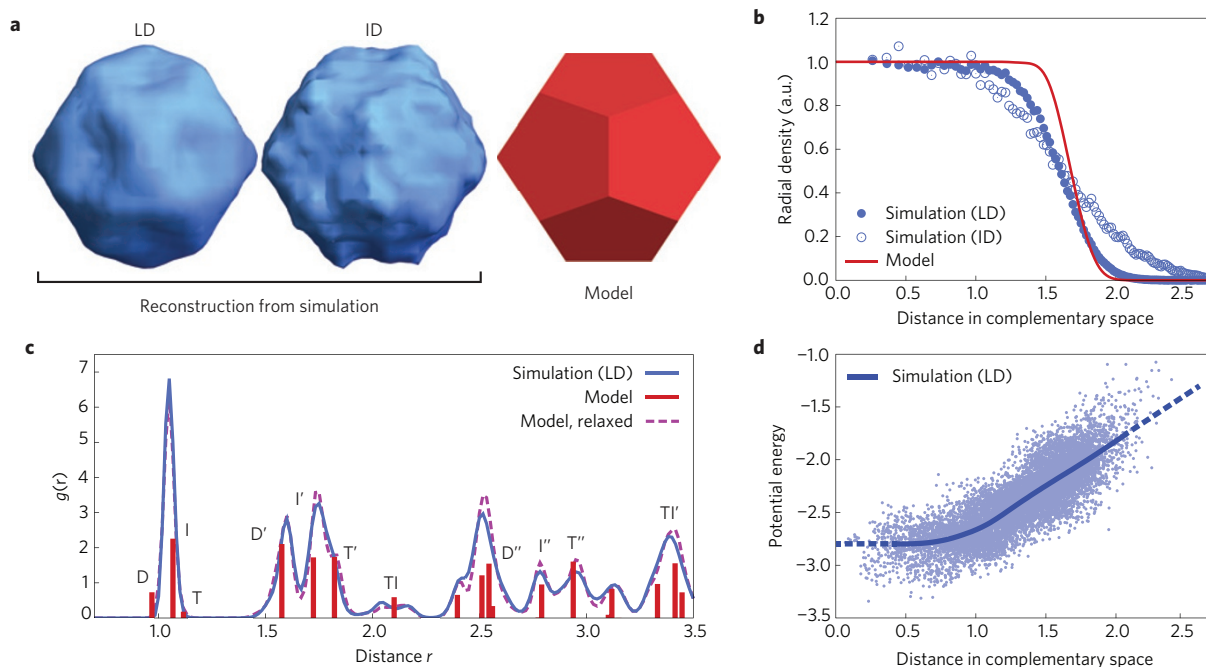 a
LD
ID
Reconstruction from simulation
Model
b
1.2
1.0
0.8
0.6
0.4
0.2
0.0
Radial density (a.u.)
Simulation (LD)
Simulation (ID)
Model
0.0 0.5 1.0 1.5 2.0 2.5
Distance in complementary space
c
7
6
5
4
3
2
1
0
g(r)
Simulation (LD)
Model
Model, relaxed
D
I
T
D′
I′
T′
TI
D″
I″
T″
TI′
1.0 1.5 2.0 2.5 3.0 3.5
Distance r
d
−1.0
−1.5
−2.0
−2.5
−3.0
−3.5
Potential energy
Simulation (LD)
0.0 0.5 1.0 1.5 2.0 2.5
Distance in complementary space